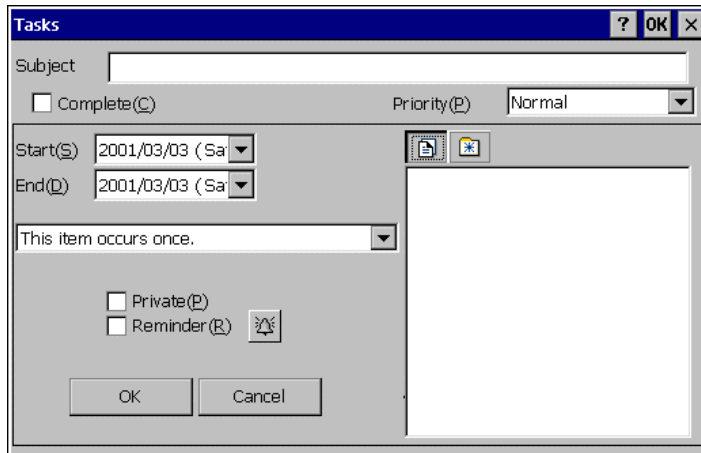 Tasks ? OK ×
Subject
Complete(C) Priority(P) Normal
Start(S) 2001/03/03 ( Sa
End(D) 2001/03/03 ( Sa
This item occurs once.
Private(P)
Reminder(R)
OK Cancel